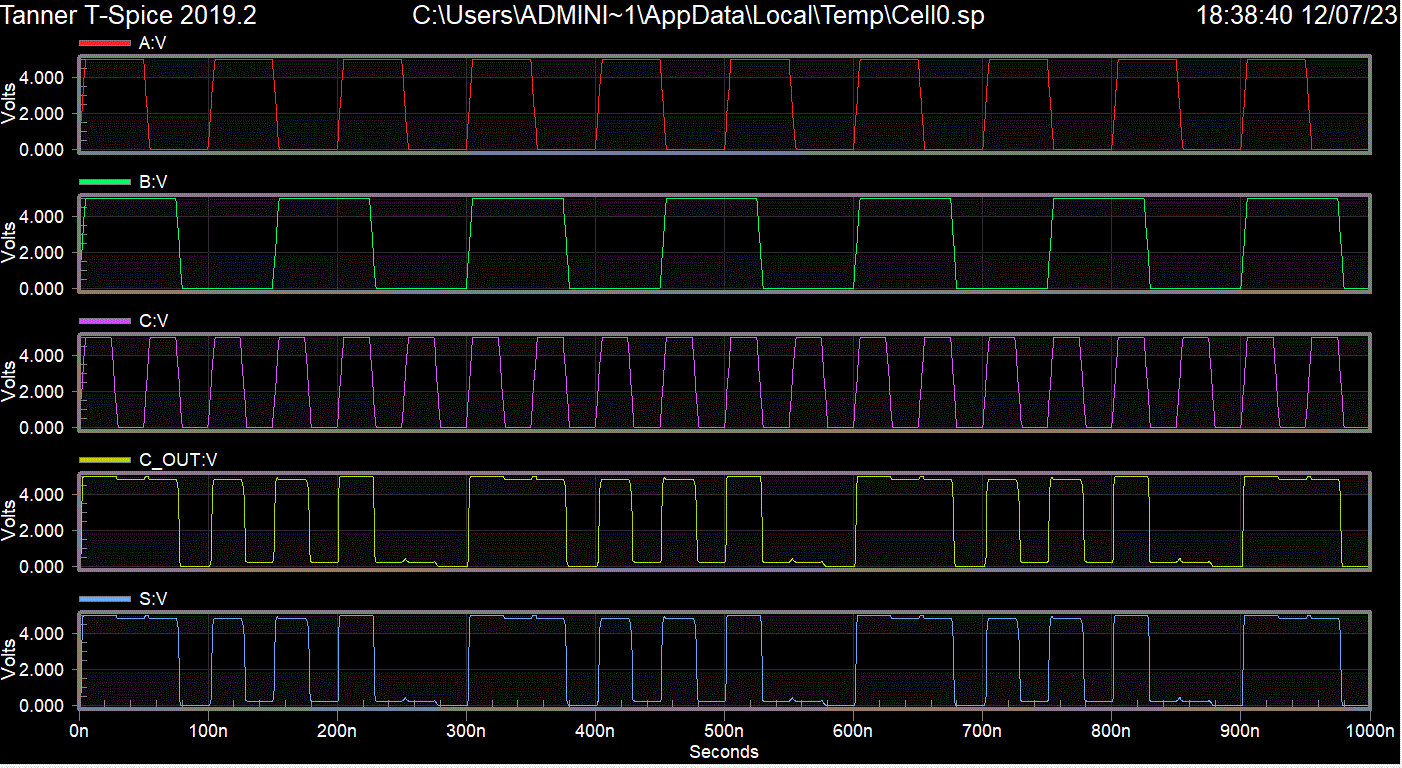 Tanner T-Spice 2019.2 C:\Users\ADMINI~1\AppData\Local\Temp\Cell0.sp 18:38:40 12/07/23
A:V
Volts
4.000
2.000
0.000
B:V
Volts
4.000
2.000
0.000
C:V
Volts
4.000
2.000
0.000
C_OUT:V
Volts
4.000
2.000
0.000
S:V
Volts
4.000
2.000
0.000
0n 100n 200n 300n 400n 500n 600n 700n 800n 900n 1000n
Seconds